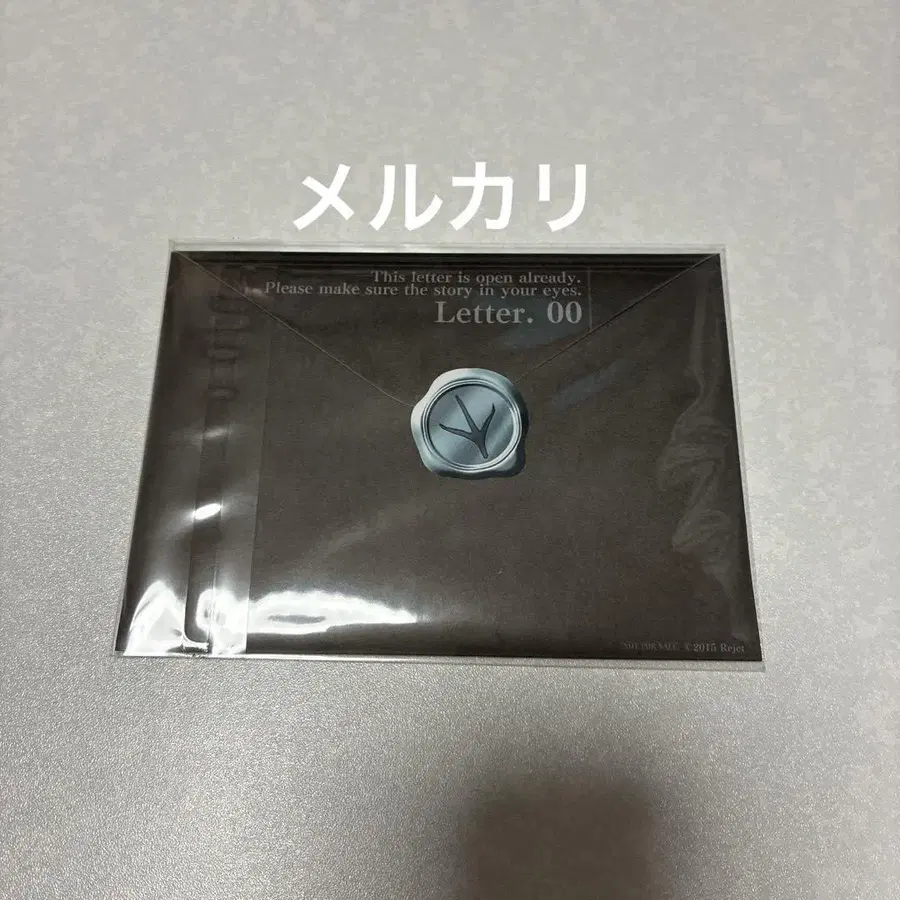 メルカリ
This letter is open already.
Please make sure the story in your eyes.
Letter. 00
NOT FOR SALE ©2015 Rejet